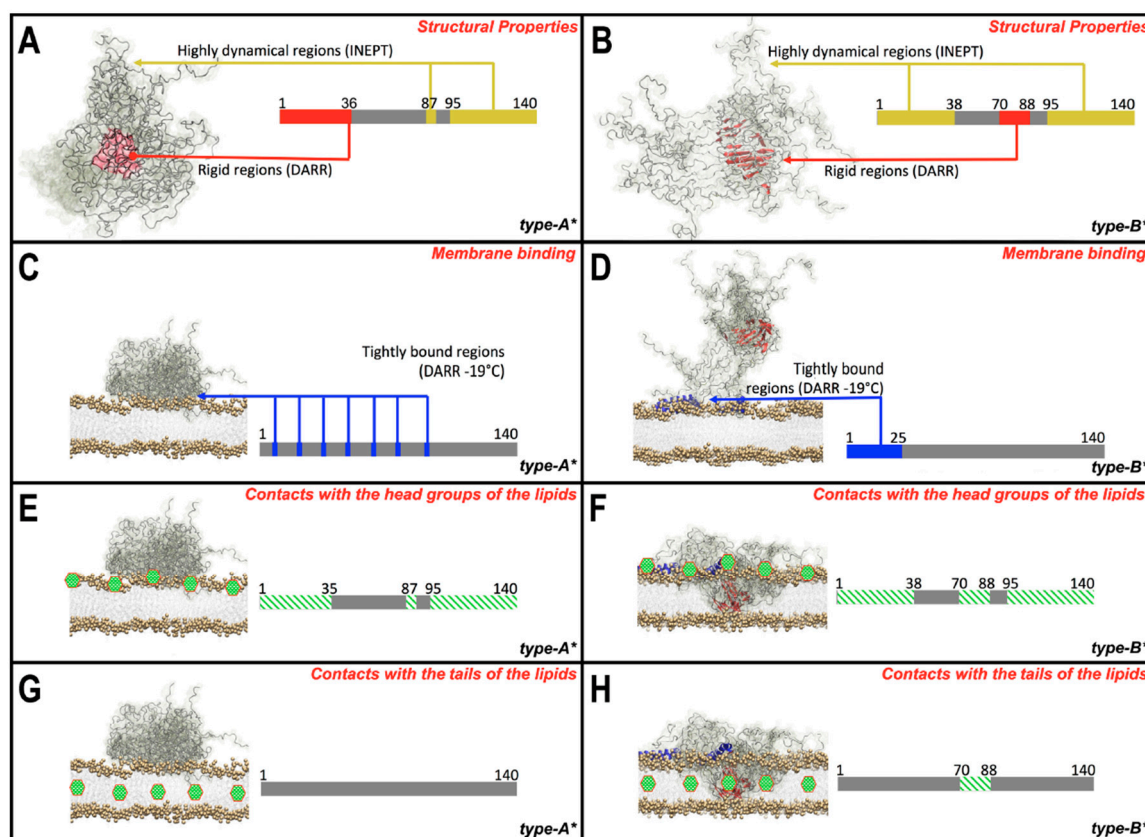 A
Structural Properties
Highly dynamical regions (INEPT)
1 36 87 95 140
Rigid regions (DARR)
type-A*
B
Structural Properties
Highly dynamical regions (INEPT)
1 38 70 88 95 140
Rigid regions (DARR)
type-B*
C
Membrane binding
Tightly bound regions
(DARR -19°C)
1 140
type-A*
D
Membrane binding
Tightly bound
regions (DARR -19°C)
1 25 140
type-B*
E
Contacts with the head groups of the lipids
1 35 87 95 140
type-A*
F
Contacts with the head groups of the lipids
1 38 70 88 95 140
type-B*
G
Contacts with the tails of the lipids
1 140
type-A*
H
Contacts with the tails of the lipids
1 70 88 140
type-B*